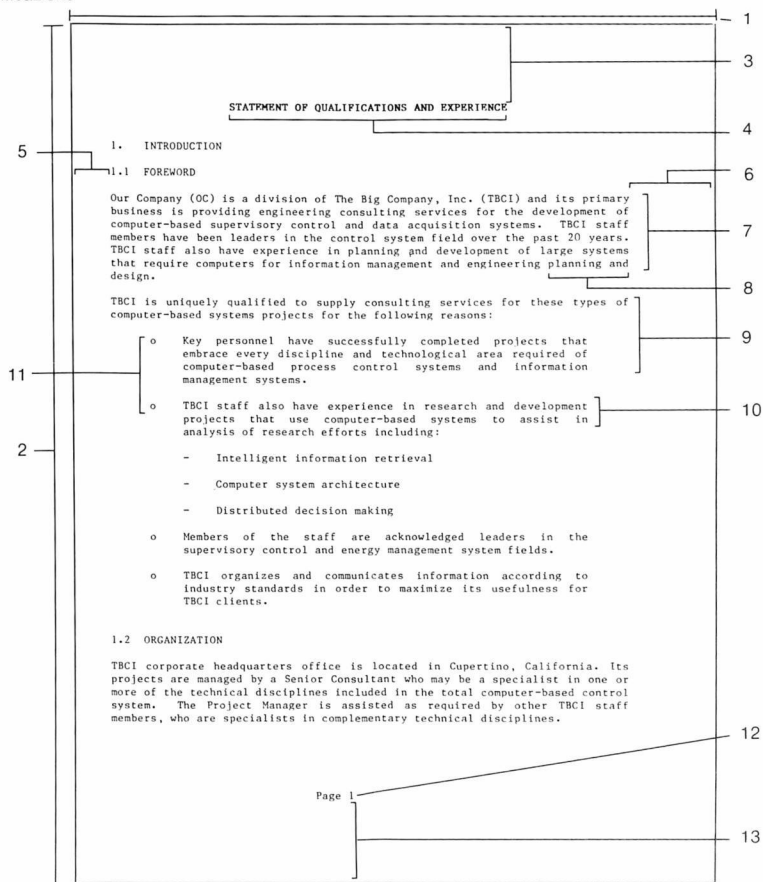 1
3
STATEMENT OF QUALIFICATIONS AND EXPERIENCE
4
1. INTRODUCTION
5
1.1 FOREWORD
6
Our Company (OC) is a division of The Big Company, Inc. (TBCI) and its primary
business is providing engineering consulting services for the development of
computer-based supervisory control and data acquisition systems. TBCI staff
7
members have been leaders in the control system field over the past 20 years.
TBCI staff also have experience in planning and development of large systems
that require computers for information management and engineering planning and
design.
8
TBCI is uniquely qualified to supply consulting services for these types of
computer-based systems projects for the following reasons:
9
o Key personnel have successfully completed projects that
embrace every discipline and technological area required of
computer-based process control systems and information
management systems.
11
o TBCI staff also have experience in research and development
10
projects that use computer-based systems to assist in
analysis of research efforts including:
2
- Intelligent information retrieval
- Computer system architecture
- Distributed decision making
o Members of the staff are acknowledged leaders in the
supervisory control and energy management system fields.
o TBCI organizes and communicates information according to
industry standards in order to maximize its usefulness for
TBCI clients.
1.2 ORGANIZATION
TBCI corporate headquarters office is located in Cupertino, California. Its
projects are managed by a Senior Consultant who may be a specialist in one or
more of the technical disciplines included in the total computer-based control
system. The Project Manager is assisted as required by other TBCI staff
members, who are specialists in complementary technical disciplines.
12
Page 1
13